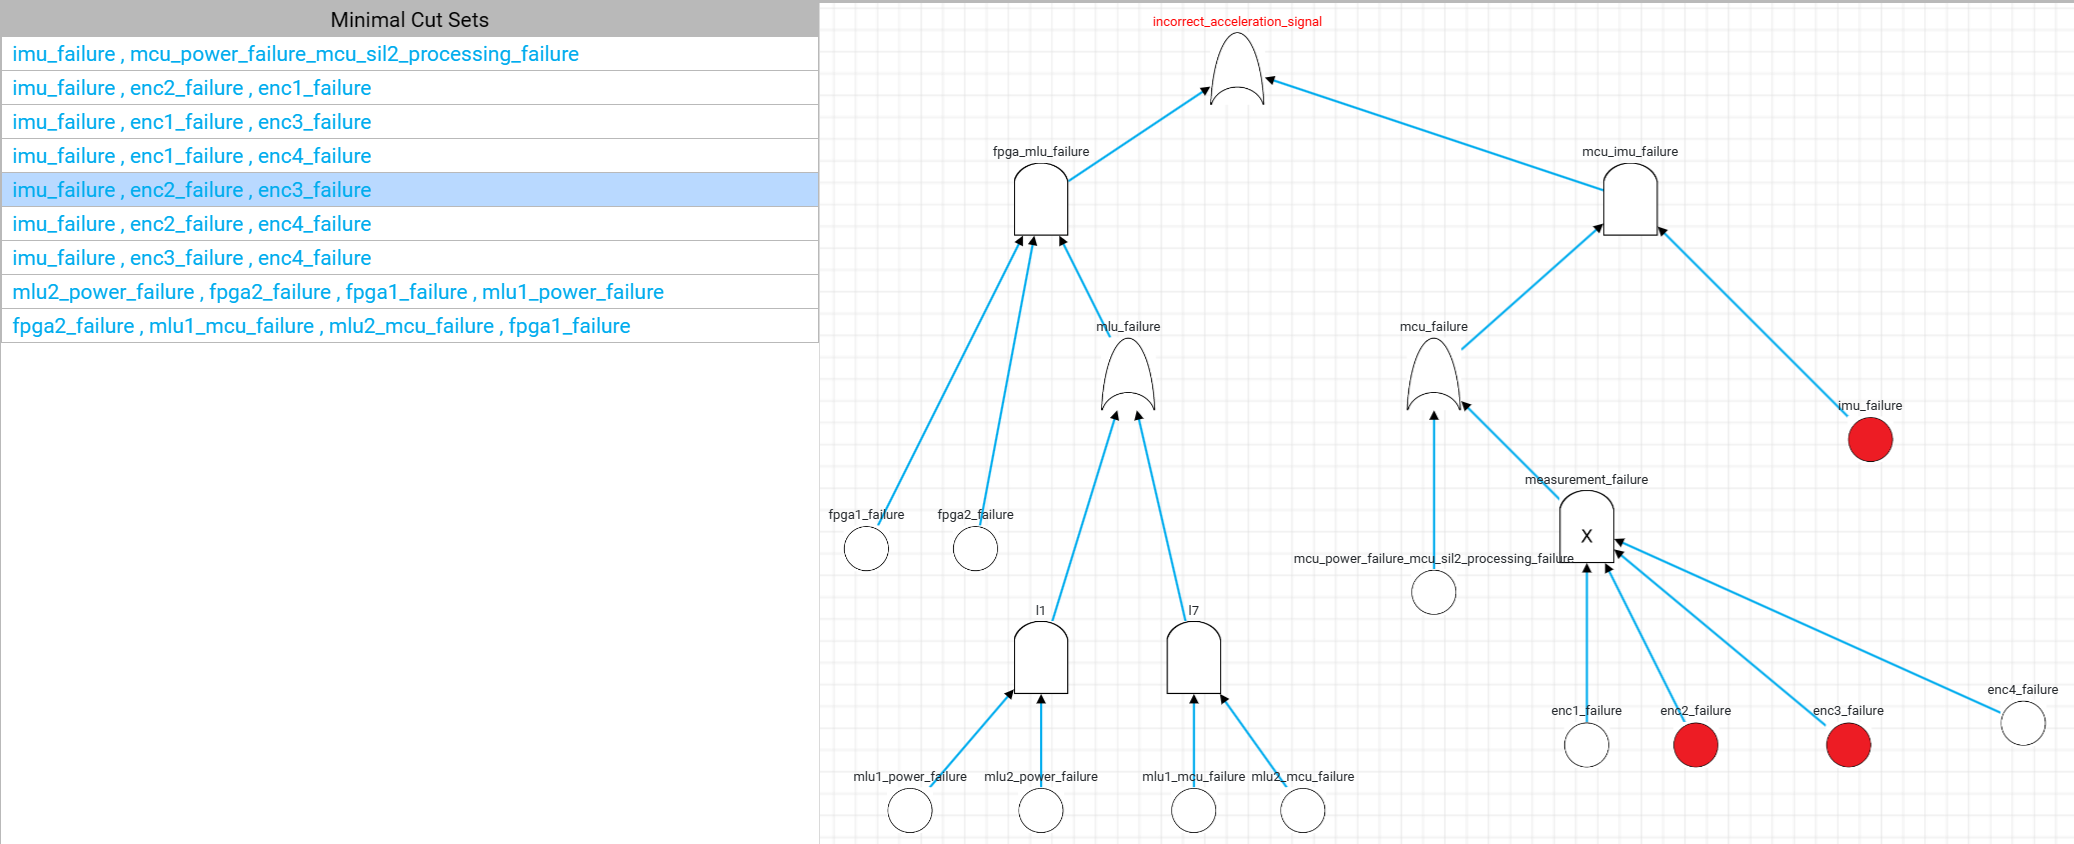 Minimal Cut Sets
imu_failure , mcu_power_failure_mcu_sil2_processing_failure
imu_failure , enc2_failure , enc1_failure
imu_failure , enc1_failure , enc3_failure
imu_failure , enc1_failure , enc4_failure
imu_failure , enc2_failure , enc3_failure
imu_failure , enc2_failure , enc4_failure
imu_failure , enc3_failure , enc4_failure
mlu2_power_failure , fpga2_failure , fpga1_failure , mlu1_power_failure
fpga2_failure , mlu1_mcu_failure , mlu2_mcu_failure , fpga1_failure
incorrect_acceleration_signal
fpga_mlu_failure
mcu_imu_failure
mlu_failure
mcu_failure
imu_failure
measurement_failure
X
fpga1_failure
fpga2_failure
mcu_power_failure_mcu_sil2_processing_failure
l1
l7
enc1_failure
enc2_failure
enc3_failure
enc4_failure
mlu1_power_failure
mlu2_power_failure
mlu1_mcu_failure
mlu2_mcu_failure